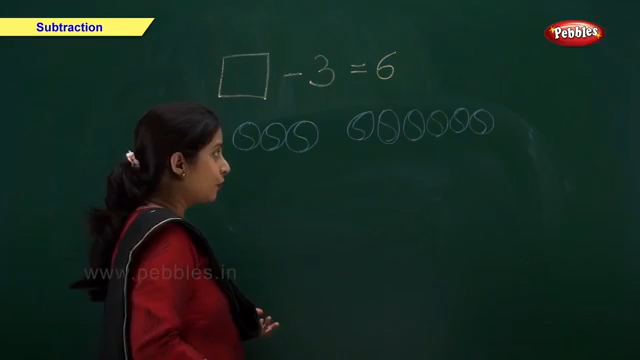 Subtraction
Pebbles
□ - 3 = 6
www.pebbles.in